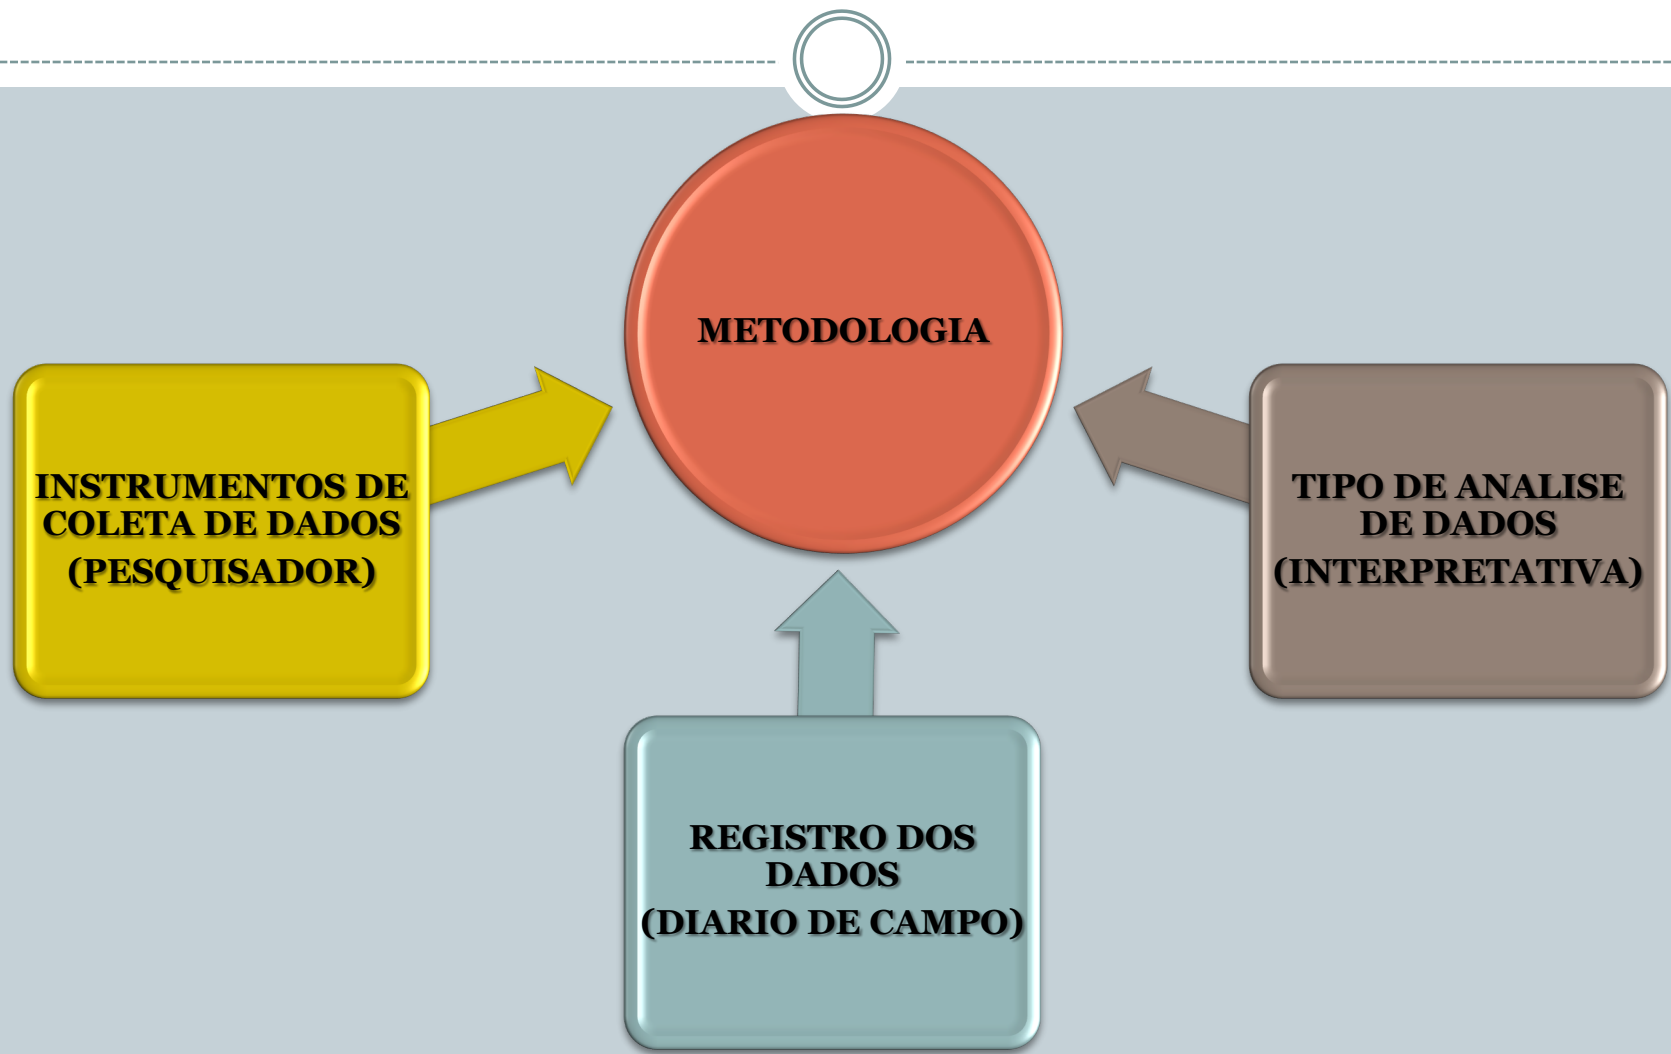 METODOLOGIA
INSTRUMENTOS DE
COLETA DE DADOS
(PESQUISADOR)
TIPO DE ANALISE
DE DADOS
(INTERPRETATIVA)
REGISTRO DOS
DADOS
(DIARIO DE CAMPO)